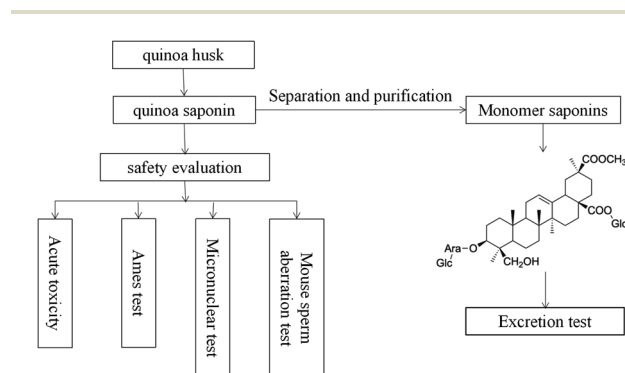 quinoa husk
Separation and purification
quinoa saponin
Monomer saponins
safety evaluation
COOCH3
COO
Glc
Ara
O
Glc
CH2OH
Acute toxicity
Ames test
Micronuclear test
Mouse sperm
aberration test
Excretion test